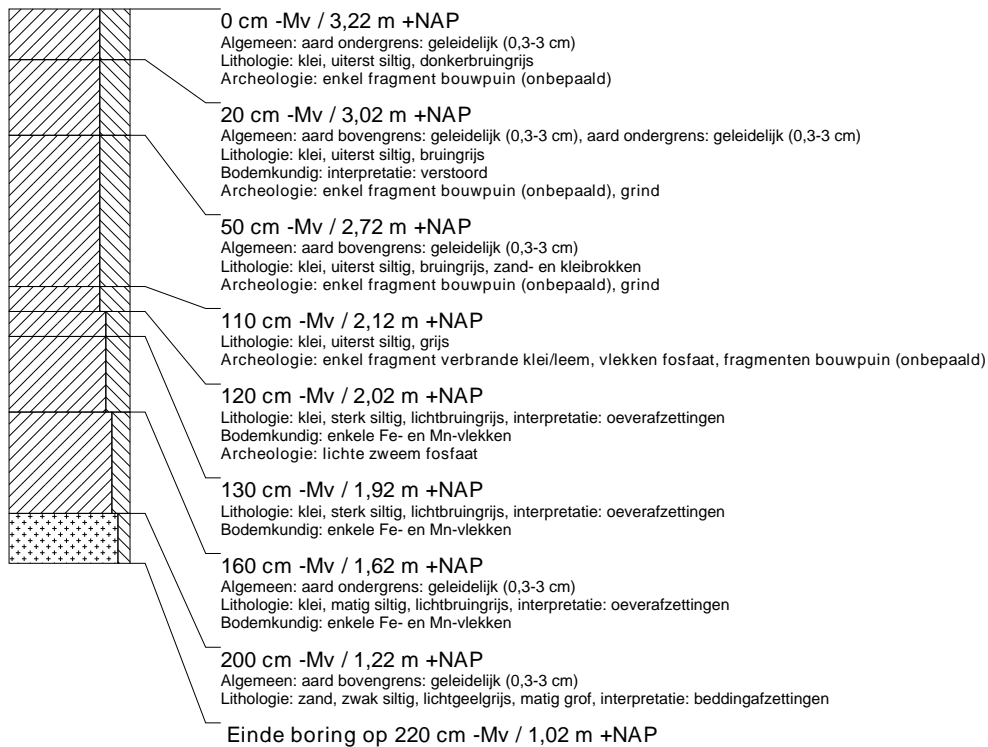 0 cm -Mv / 3,22 m +NAP
Algemeen: aard ondergrens: geleidelijk (0,3-3 cm)
Lithologie: klei, uiterst siltig, donkerbruingrijs
Archeologie: enkel fragment bouwpuin (onbepaald)
20 cm -Mv / 3,02 m +NAP
Algemeen: aard bovengrens: geleidelijk (0,3-3 cm), aard ondergrens: geleidelijk (0,3-3 cm)
Lithologie: klei, uiterst siltig, bruingrijs
Bodemkundig: interpretatie: verstoord
Archeologie: enkel fragment bouwpuin (onbepaald), grind
50 cm -Mv / 2,72 m +NAP
Algemeen: aard bovengrens: geleidelijk (0,3-3 cm)
Lithologie: klei, uiterst siltig, bruingrijs, zand- en kleibrokken
Archeologie: enkel fragment bouwpuin (onbepaald), grind
110 cm -Mv / 2,12 m +NAP
Lithologie: klei, uiterst siltig, grijs
Archeologie: enkel fragment verbrande klei/leem, vlekken fosfaat, fragmenten bouwpuin (onbepaald)
120 cm -Mv / 2,02 m +NAP
Lithologie: klei, sterk siltig, lichtbruingrijs, interpretatie: oeverafzettingen
Bodemkundig: enkele Fe- en Mn-vlekken
Archeologie: lichte zweem fosfaat
130 cm -Mv / 1,92 m +NAP
Lithologie: klei, sterk siltig, lichtbruingrijs, interpretatie: oeverafzettingen
Bodemkundig: enkele Fe- en Mn-vlekken
160 cm -Mv / 1,62 m +NAP
Algemeen: aard ondergrens: geleidelijk (0,3-3 cm)
Lithologie: klei, matig siltig, lichtbruingrijs, interpretatie: oeverafzettingen
Bodemkundig: enkele Fe- en Mn-vlekken
200 cm -Mv / 1,22 m +NAP
Algemeen: aard bovengrens: geleidelijk (0,3-3 cm)
Lithologie: zand, zwak siltig, lichtgeelgrijs, matig grof, interpretatie: beddingafzettingen
Einde boring op 220 cm -Mv / 1,02 m +NAP